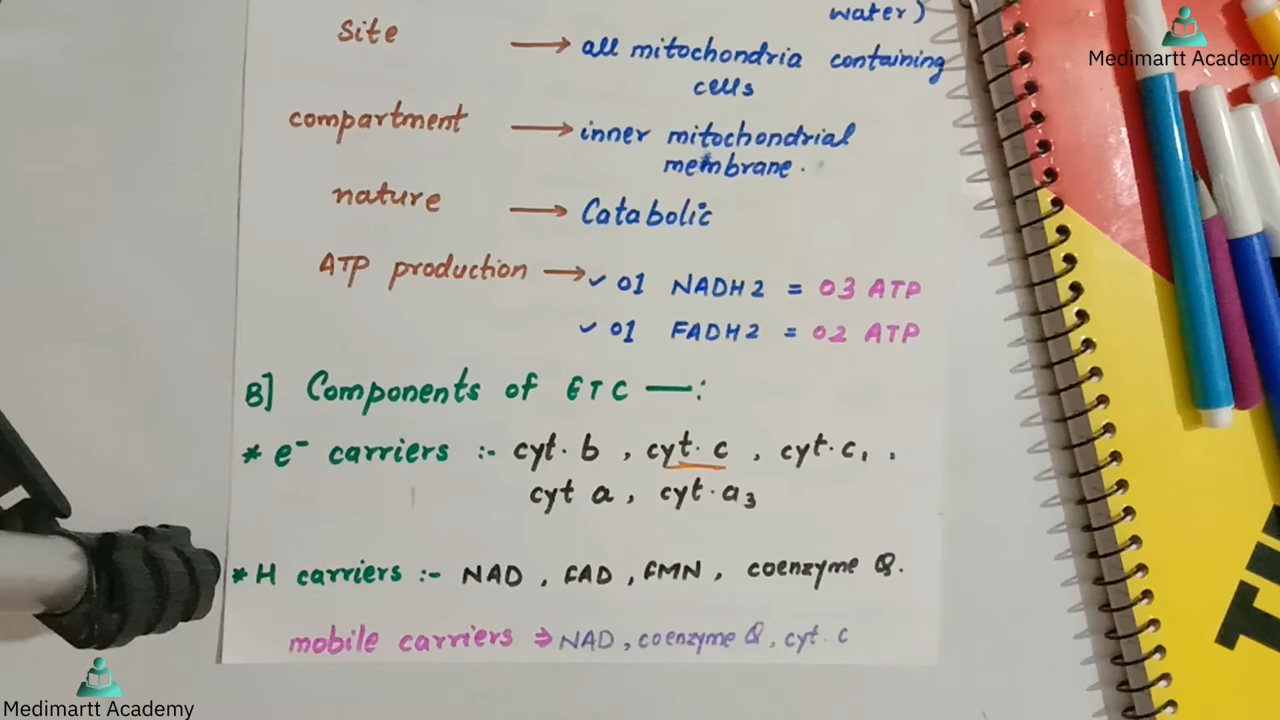 water)
Site → all mitochondria containing
cells
compartment → inner mitochondrial
membrane.
nature → Catabolic
ATP production → ✓ 01 NADH2 = 03 ATP
✓ 01 FADH2 = 02 ATP
B] Components of ETC —:
* e⁻ carriers :- cyt. b , cyt. c , cyt. c₁ ,
cyt a , cyt. a₃
* H carriers :- NAD , FAD , FMN , coenzyme Q.
mobile carriers ⇒ NAD , coenzyme Q , cyt. c
Medimartt Academy
Medimartt Academy